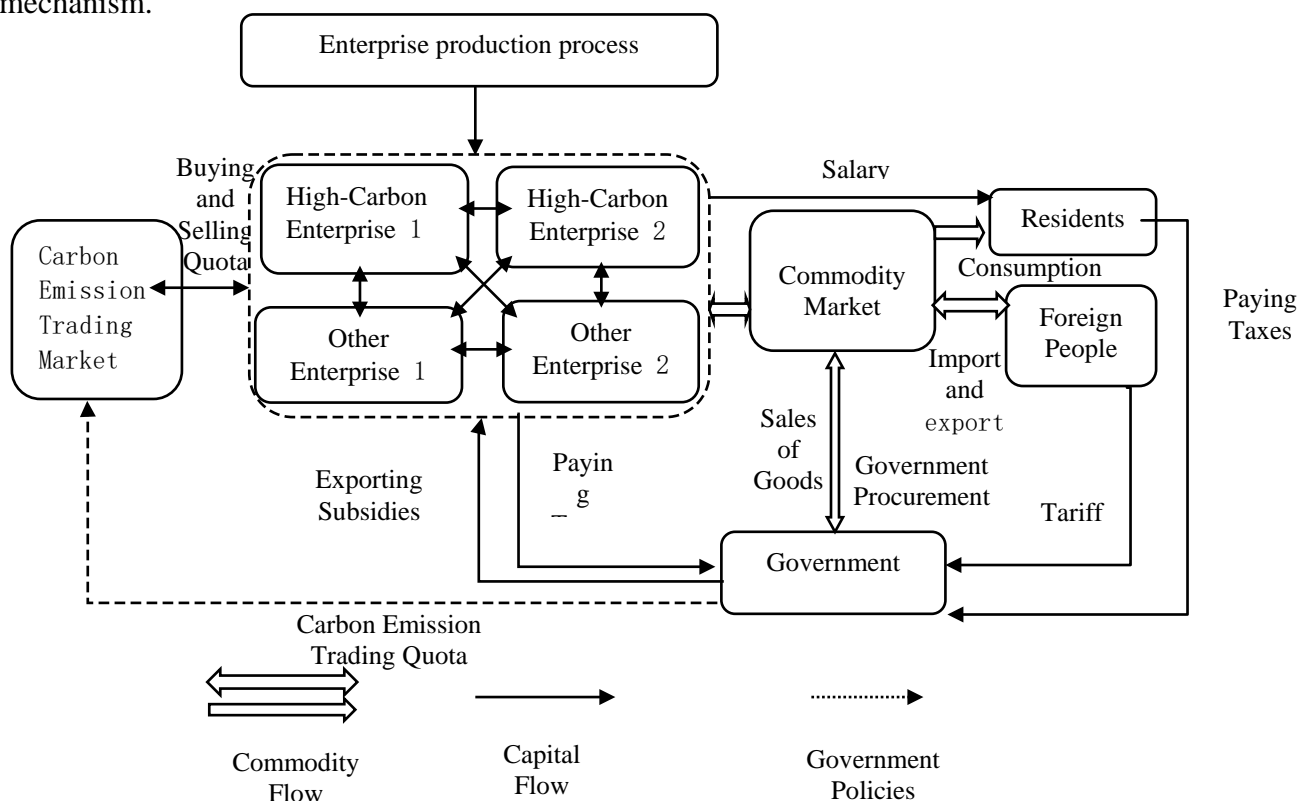 mechanism.
Enterprise production process
Buying
and
Selling
Quota
High-Carbon
Enterprise 1
High-Carbon
Enterprise 2
Other
Enterprise 1
Other
Enterprise 2
Carbon
Emission
Trading
Market
Salary
Residents
Commodity
Market
Consumption
Foreign
People
Import
and
export
Paying
Taxes
Sales
of
Goods
Government
Procurement
Tariff
Exporting
Subsidies
Payin
g
Government
Carbon Emission
Trading Quota
Commodity
Flow
Capital
Flow
Government
Policies